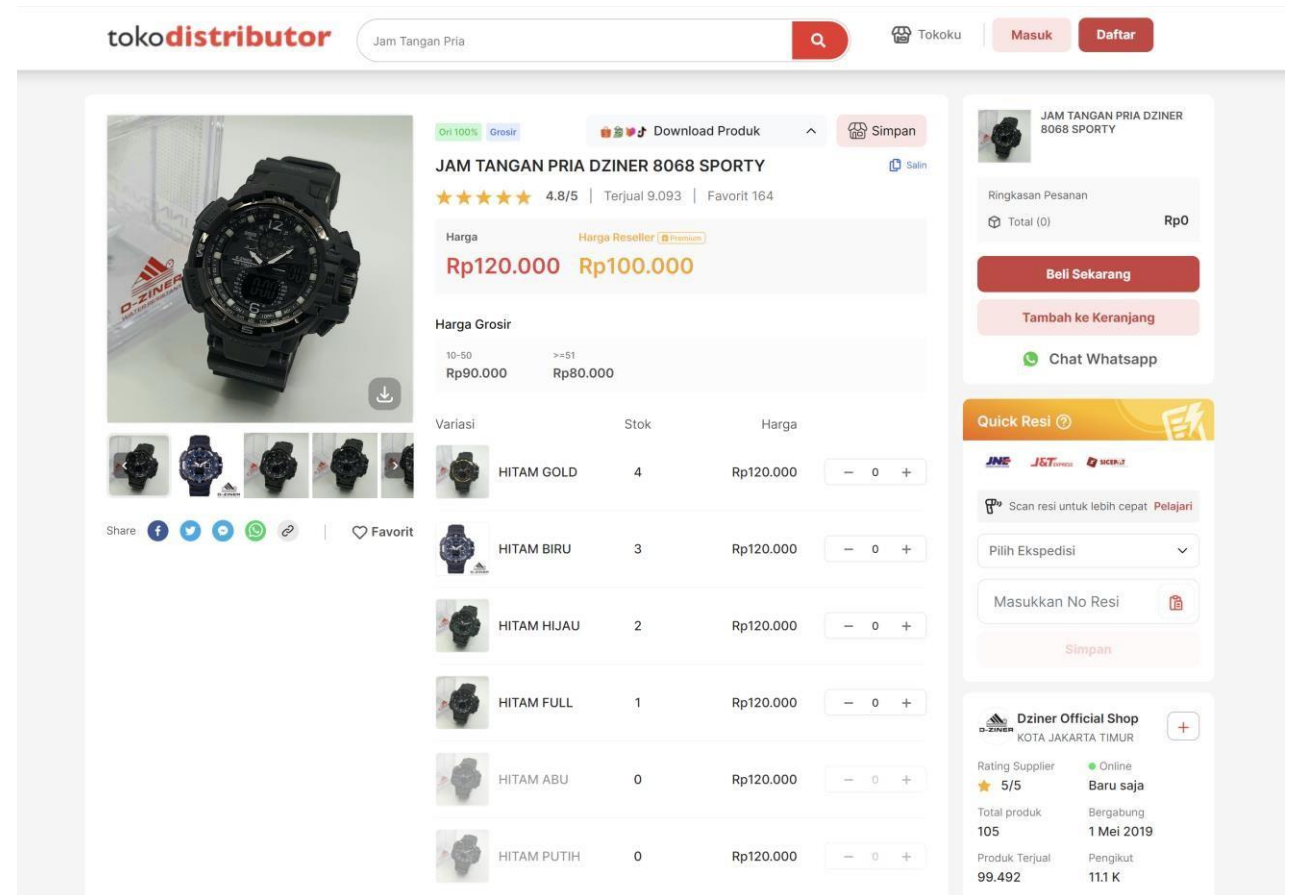 tokodistributor
Jam Tangan Pria
Tokoku
Masuk
Daftar
Ori 100% Grosir
Download Produk
Simpan
JAM TANGAN PRIA DZINER 8068 SPORTY
Salin
4.8/5 | Terjual 9.093 | Favorit 164
Harga
Harga Reseller Premium
Rp120.000 Rp100.000
Harga Grosir
10-50 >=51
Rp90.000 Rp80.000
Variasi Stok Harga
HITAM GOLD 4 Rp120.000 − 0 +
HITAM BIRU 3 Rp120.000 − 0 +
HITAM HIJAU 2 Rp120.000 − 0 +
HITAM FULL 1 Rp120.000 − 0 +
HITAM ABU 0 Rp120.000 − 0 +
HITAM PUTIH 0 Rp120.000 − 0 +
D-ZINER
WATER RESISTANT
Share
Favorit
JAM TANGAN PRIA DZINER
8068 SPORTY
Ringkasan Pesanan
Total (0) Rp0
Beli Sekarang
Tambah ke Keranjang
Chat Whatsapp
Quick Resi
JNE J&T EXPRESS SICEPAT
Scan resi untuk lebih cepat Pelajari
Pilih Ekspedisi
Masukkan No Resi
Simpan
D-ZINER
Dziner Official Shop
KOTA JAKARTA TIMUR
Rating Supplier Online
5/5 Baru saja
Total produk Bergabung
105 1 Mei 2019
Produk Terjual Pengikut
99.492 11.1 K